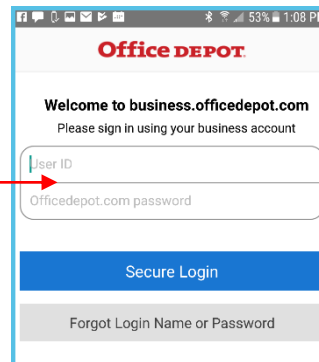 53% 1:08 P
Office DEPOT
Welcome to business.officedepot.com
Please sign in using your business account
User ID
Officedepot.com password
Secure Login
Forgot Login Name or Password